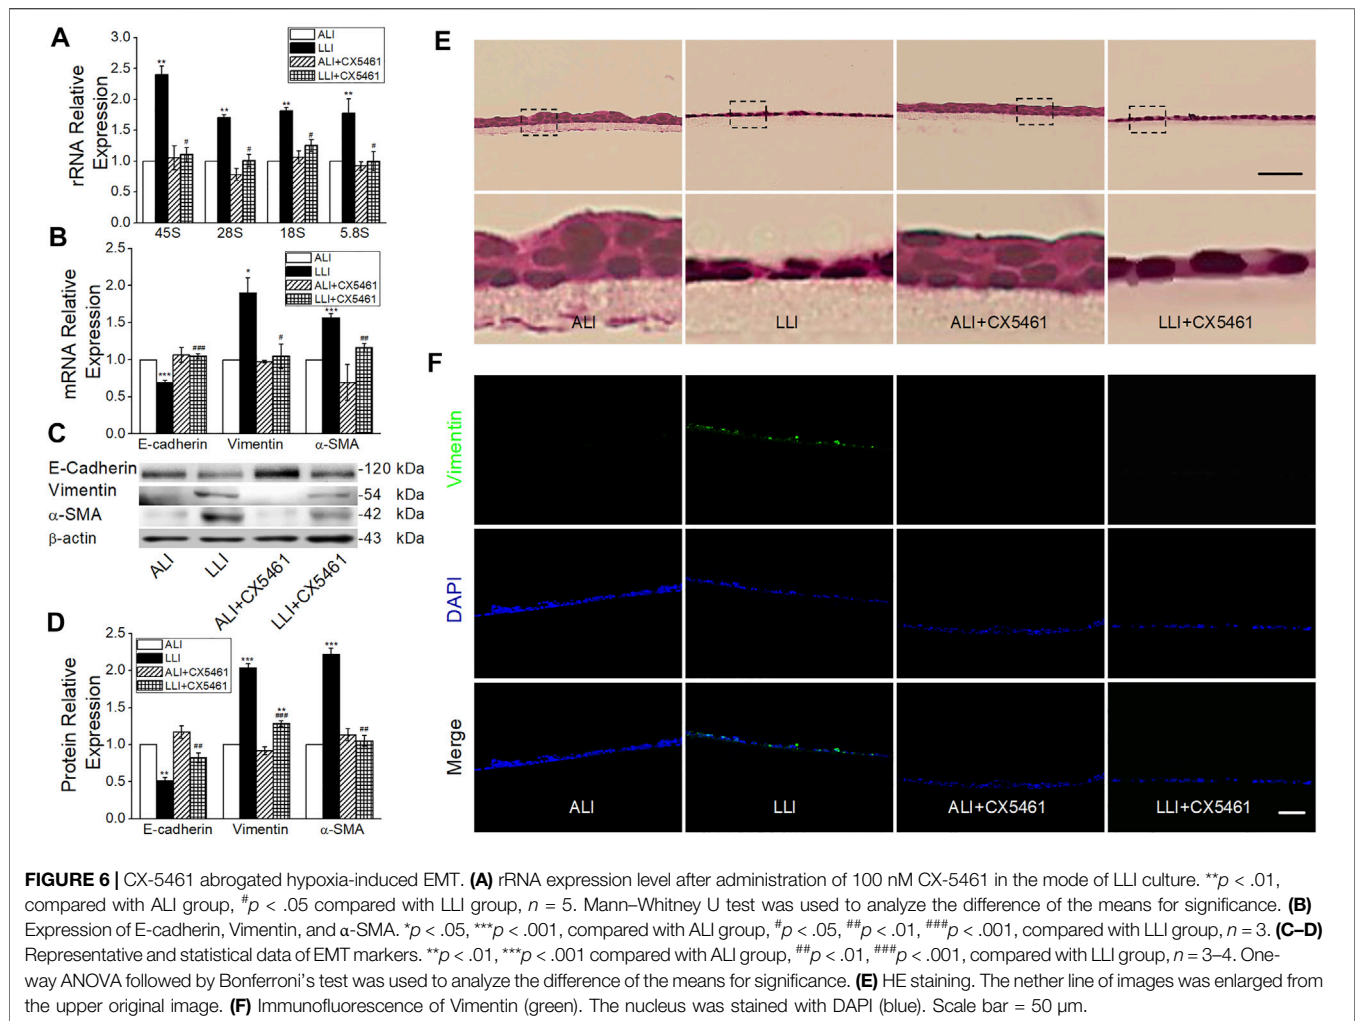 A
rRNA Relative
Expression
3.0
2.5
2.0
1.5
1.0
0.5
0.0
ALI
LLI
ALI+CX5461
LLI+CX5461
**
**
**
**
#
#
#
#
45S 28S 18S 5.8S
B
mRNA Relative
Expression
2.5
2.0
1.5
1.0
0.5
0.0
ALI
LLI
ALI+CX5461
LLI+CX5461
***
###
*
#
***
##
E-cadherin Vimentin α-SMA
C
E-Cadherin -120 kDa
Vimentin -54 kDa
α-SMA -42 kDa
β-actin -43 kDa
ALI LLI ALI+CX5461 LLI+CX5461
D
Protein Relative
Expression
2.5
2.0
1.5
1.0
0.5
0.0
ALI
LLI
ALI+CX5461
LLI+CX5461
**
##
***
**
###
***
##
E-cadherin Vimentin α-SMA
E
ALI LLI ALI+CX5461 LLI+CX5461
F
Vimentin
DAPI
Merge
ALI LLI ALI+CX5461 LLI+CX5461
FIGURE 6 | CX-5461 abrogated hypoxia-induced EMT. (A) rRNA expression level after administration of 100 nM CX-5461 in the mode of LLI culture. **p < .01,
compared with ALI group, #p < .05 compared with LLI group, n = 5. Mann–Whitney U test was used to analyze the difference of the means for significance. (B)
Expression of E-cadherin, Vimentin, and α-SMA. *p < .05, ***p < .001, compared with ALI group, #p < .05, ##p < .01, ###p < .001, compared with LLI group, n = 3. (C–D)
Representative and statistical data of EMT markers. **p < .01, ***p < .001 compared with ALI group, ##p < .01, ###p < .001, compared with LLI group, n = 3–4. One-
way ANOVA followed by Bonferroni's test was used to analyze the difference of the means for significance. (E) HE staining. The nether line of images was enlarged from
the upper original image. (F) Immunofluorescence of Vimentin (green). The nucleus was stained with DAPI (blue). Scale bar = 50 μm.